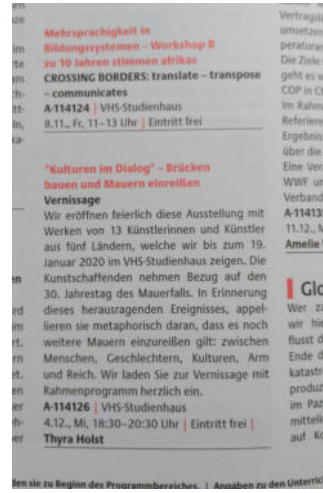 Mehrsprachigkeit in
Bildungssystemen – Workshop B
zu 10 Jahren stimmen afrikas
CROSSING BORDERS: translate – transpose
– communicates
A-114124 | VHS-Studienhaus
8.11., Fr, 11–13 Uhr | Eintritt frei
"Kulturen im Dialog" – Brücken
bauen und Mauern einreißen
Vernissage
Wir eröffnen feierlich diese Ausstellung mit
Werken von 13 Künstlerinnen und Künstler
aus fünf Ländern, welche wir bis zum 19.
Januar 2020 im VHS-Studienhaus zeigen. Die
Kunstschaffenden nehmen Bezug auf den
30. Jahrestag des Mauerfalls. In Erinnerung
dieses herausragenden Ereignisses, appel-
lieren sie metaphorisch daran, dass es noch
weitere Mauern einzureißen gilt: zwischen
Menschen, Geschlechtern, Kulturen, Arm
und Reich. Wir laden Sie zur Vernissage mit
Rahmenprogramm herzlich ein.
A-114126 | VHS-Studienhaus
4.12., Mi, 18:30–20:30 Uhr | Eintritt frei |
Thyra Holst
umsetzen
Die Ziele
geht es
COP in
Im Rahm
Referiere
Ergebnis
über die
Eine Ver
WWF
Verband
A-11413
11.12.,
Amelie
Glo
Wer
wir
flusst d
Ende d
katastr
produz
im Paz
mitteli
auf
den sie zu Beginn des Programmbereiches. | Angaben zu den Unterric